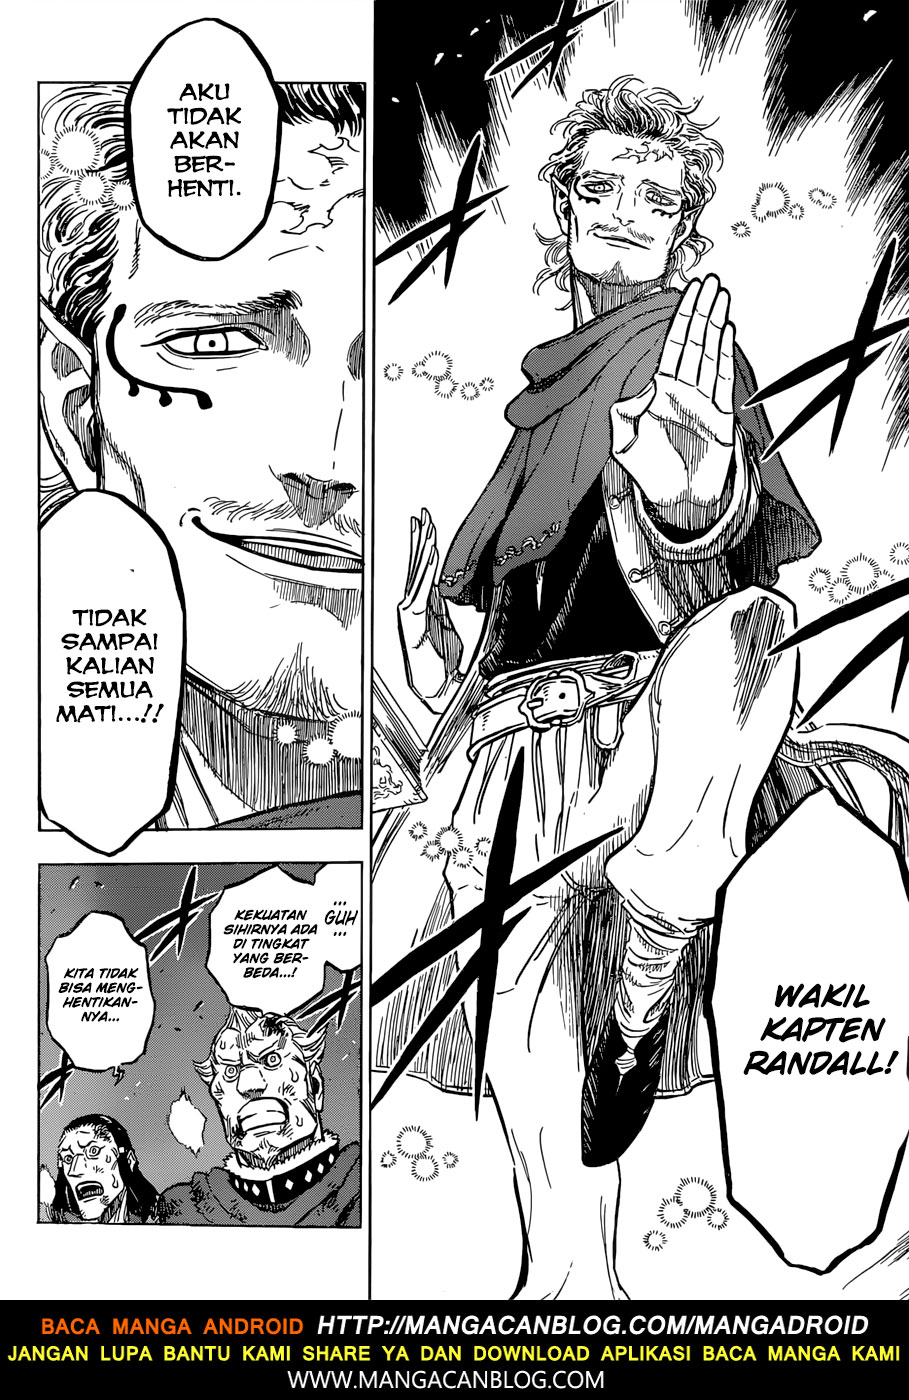 AKU
TIDAK
AKAN
BER-
HENTI.
TIDAK
SAMPAI
KALIAN
SEMUA
MATI...!!
WAKIL
KAPTEN
RANDALL!
...
GUH
...
KEKUATAN
SIHIRNYA ADA
DI TINGKAT
YANG BER-
BEDA...!
KITA TIDAK
BISA MENG-
HENTIKAN-
NYA...
BACA MANGA ANDROID HTTP://MANGACANBLOG.COM/MANGADROID
JANGAN LUPA BANTU KAMI SHARE YA DAN DOWNLOAD APLIKASI BACA MANGA KAMI
WWW.MANGACANBLOG.COM